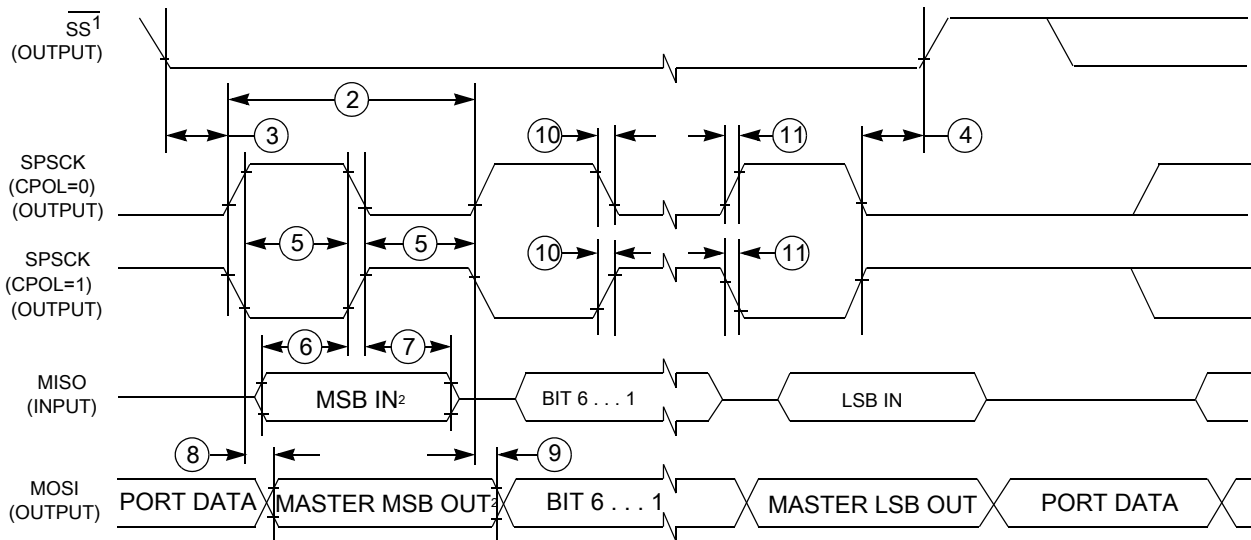 SS1
(OUTPUT)
2
3
10
11
4
SPSCK
(CPOL=0)
(OUTPUT)
5
5
SPSCK
(CPOL=1)
(OUTPUT)
10
11
6
7
MISO
(INPUT)
MSB IN2
BIT 6 . . . 1
LSB IN
8
9
MOSI
(OUTPUT)
PORT DATA
MASTER MSB OUT2
BIT 6 . . . 1
MASTER LSB OUT
PORT DATA